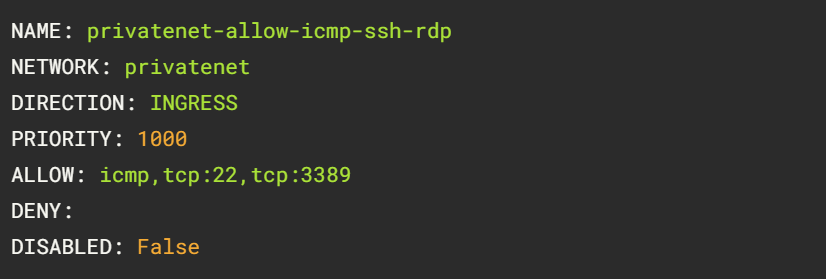 NAME: privatenet-allow-icmp-ssh-rdp
NETWORK: privatenet
DIRECTION: INGRESS
PRIORITY: 1000
ALLOW: icmp,tcp:22,tcp:3389
DENY:
DISABLED: False